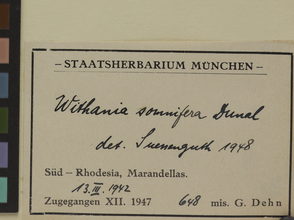 – STAATSHERBARIUM MÜNCHEN –
Withania somnifera Dunal
det. Suessenguth 1948
Süd – Rhodesia, Marandellas.
13. III. 1942
Zugegangen XII. 1947 648 mis. G. Dehn